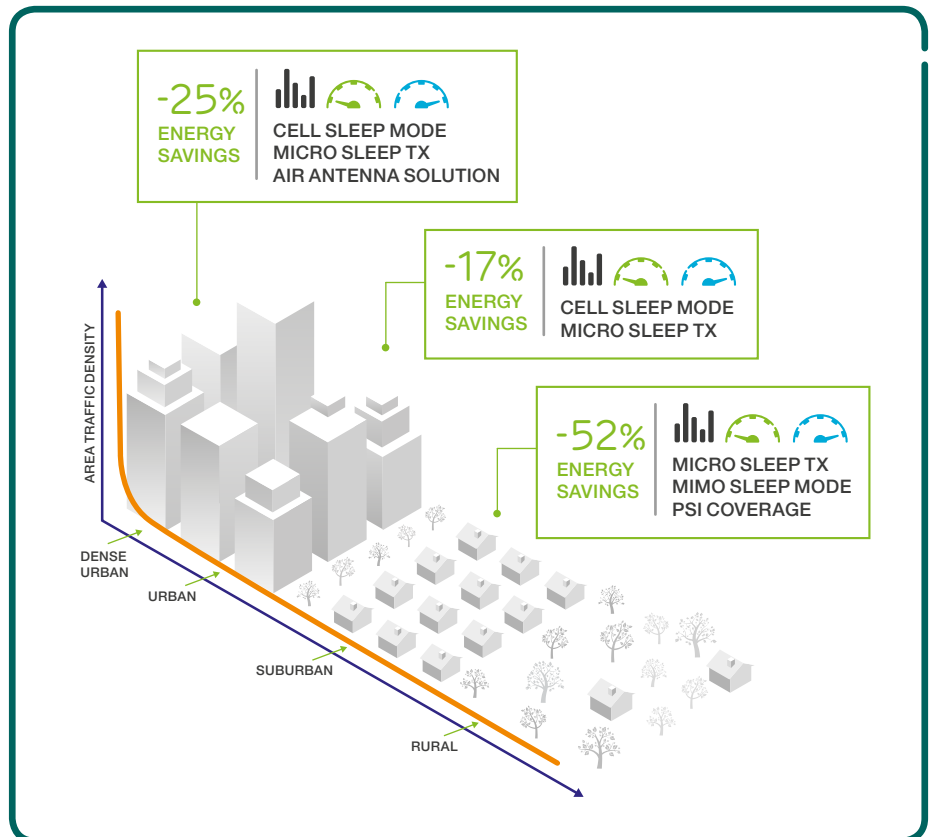 -25%
ENERGY
SAVINGS
CELL SLEEP MODE
MICRO SLEEP TX
AIR ANTENNA SOLUTION
-17%
ENERGY
SAVINGS
CELL SLEEP MODE
MICRO SLEEP TX
-52%
ENERGY
SAVINGS
MICRO SLEEP TX
MIMO SLEEP MODE
PSI COVERAGE
AREA TRAFFIC DENSITY
DENSE
URBAN
URBAN
SUBURBAN
RURAL